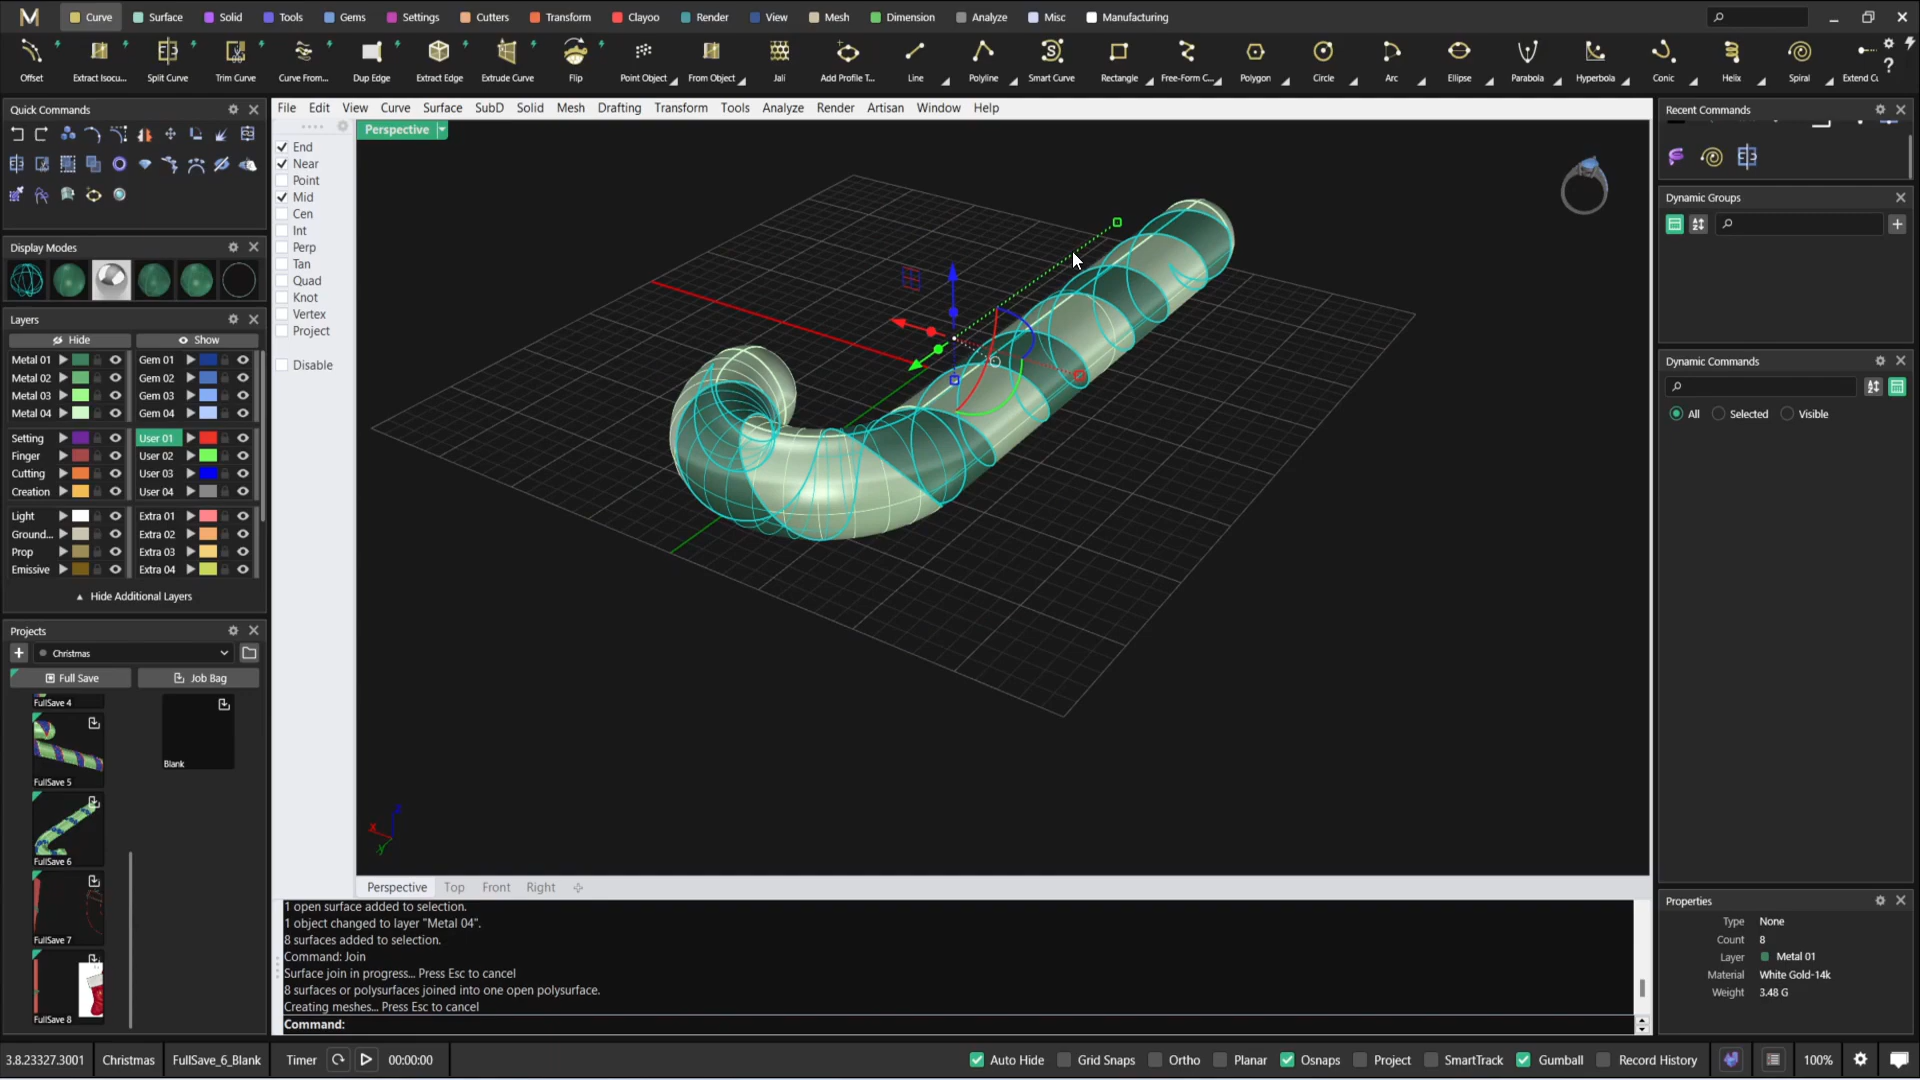 Curve Surface Solid Tools Gems Settings Cutters Transform Clayoo Render View Mesh Dimension Analyze Misc Manufacturing
Offset Extract Isocu... Split Curve Trim Curve Curve From... Dup Edge Extract Edge Extrude Curve Flip Point Object From Object Jali Add Profile T... Line Polyline Smart Curve Rectangle Free-Form C... Polygon Circle Arc Ellipse Parabola Hyperbola Conic Helix Spiral Extend Cu
?
Quick Commands
File Edit View Curve Surface SubD Solid Mesh Drafting Transform Tools Analyze Render Artisan Window Help
Recent Commands
Perspective
End
Near
Point
Mid
Cen
Int
Perp
Tan
Quad
Knot
Vertex
Project
Disable
Dynamic Groups
Display Modes
Layers
Hide Show
Metal 01 Gem 01
Metal 02 Gem 02
Metal 03 Gem 03
Metal 04 Gem 04
Setting User 01
Finger User 02
Cutting User 03
Creation User 04
Light Extra 01
Ground... Extra 02
Prop Extra 03
Emissive Extra 04
Hide Additional Layers
Dynamic Commands
All Selected Visible
Projects
Christmas
Full Save Job Bag
FullSave 4
Blank
FullSave 5
FullSave 6
FullSave 7
FullSave 8
x
y
z
Perspective Top Front Right
1 open surface added to selection.
1 object changed to layer "Metal 04".
8 surfaces added to selection.
Command: Join
Surface join in progress... Press Esc to cancel
8 surfaces or polysurfaces joined into one open polysurface.
Creating meshes... Press Esc to cancel
Command:
Properties
Type None
Count 8
Layer Metal 01
Material White Gold-14k
Weight 3.48 G
3.8.23327.3001 Christmas FullSave_6_Blank Timer 00:00:00 Auto Hide Grid Snaps Ortho Planar Osnaps Project SmartTrack Gumball Record History 100%